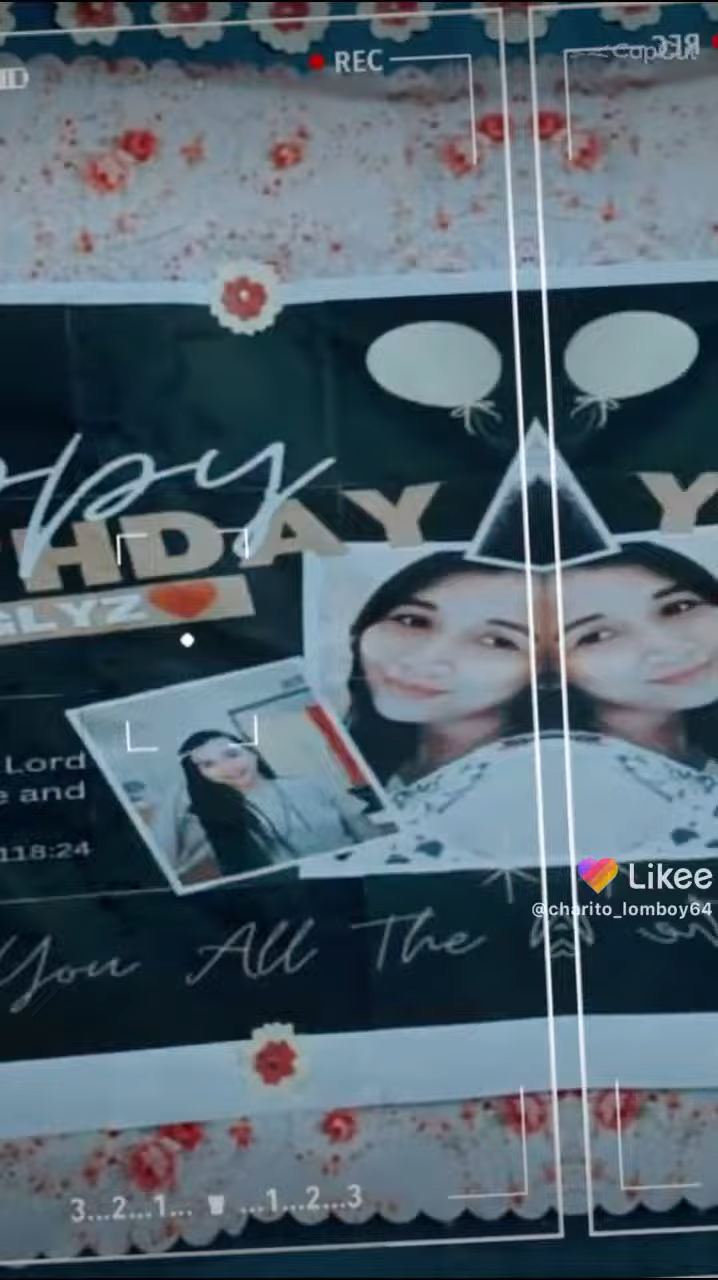 REC
REC
CapCut
ppy
HDAY
GLYZ
Lord
and
118:24
Likee
@charito_lomboy64
You All The
3...2...1... ...1...2...3